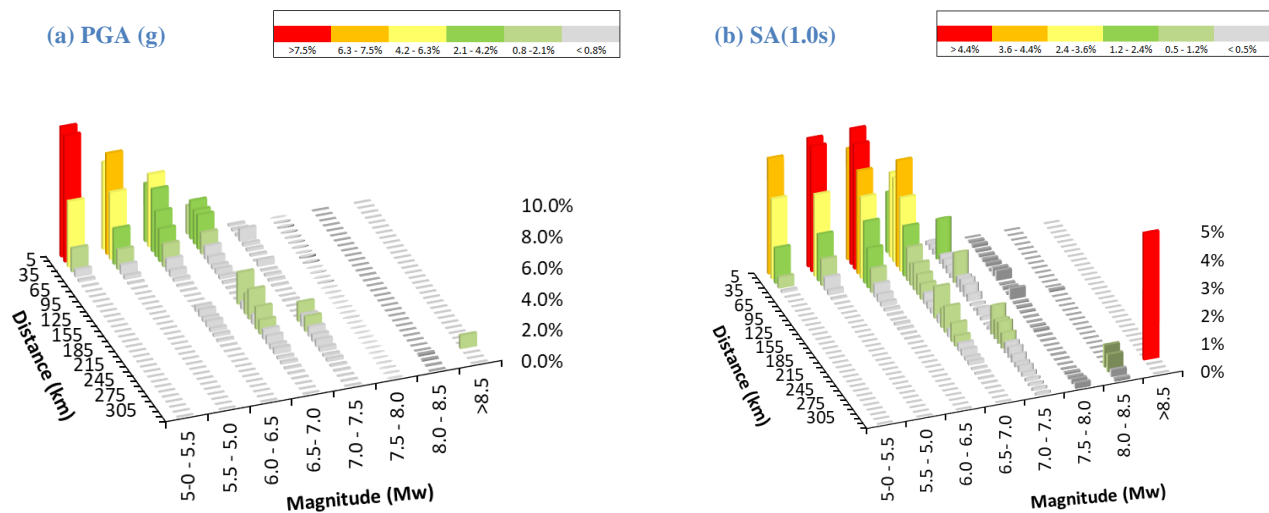 (a) PGA (g)
>7.5% 6.3 - 7.5% 4.2 - 6.3% 2.1 - 4.2% 0.8-2.1% < 0.8%
10.0%
8.0%
6.0%
4.0%
2.0%
0.0%
5
35
65
95
125
155
185
215
245
275
305
Distance (km)
5-0 - 5.5
5.5 - 5.0
6.0 - 6.5
6.5- 7.0
7.0 - 7.5
7.5 - 8.0
8.0 - 8.5
>8.5
Magnitude (Mw)
(b) SA(1.0s)
> 4.4% 3.6 - 4.4% 2.4 -3.6% 1.2 - 2.4% 0.5 - 1.2% < 0.5%
5%
4%
3%
2%
1%
0%
5
35
65
95
125
155
185
215
245
275
305
Distance (km)
5-0 - 5.5
5.5 - 5.0
6.0 - 6.5
6.5- 7.0
7.0 - 7.5
7.5 - 8.0
8.0 - 8.5
>8.5
Magnitude (Mw)